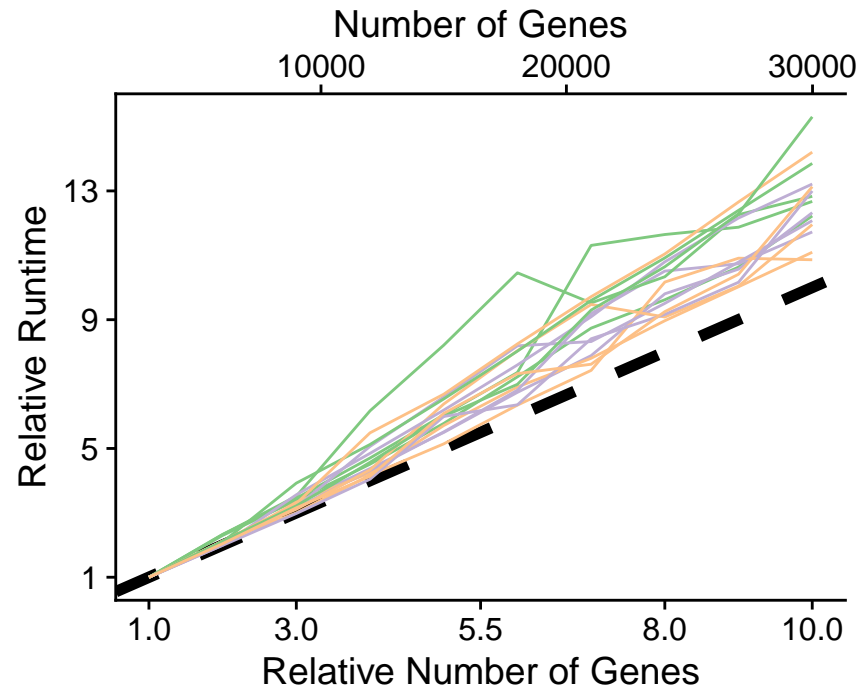 Number of Genes
10000 20000 30000
13
9
5
1
Relative Runtime
1.0 3.0 5.5 8.0 10.0
Relative Number of Genes